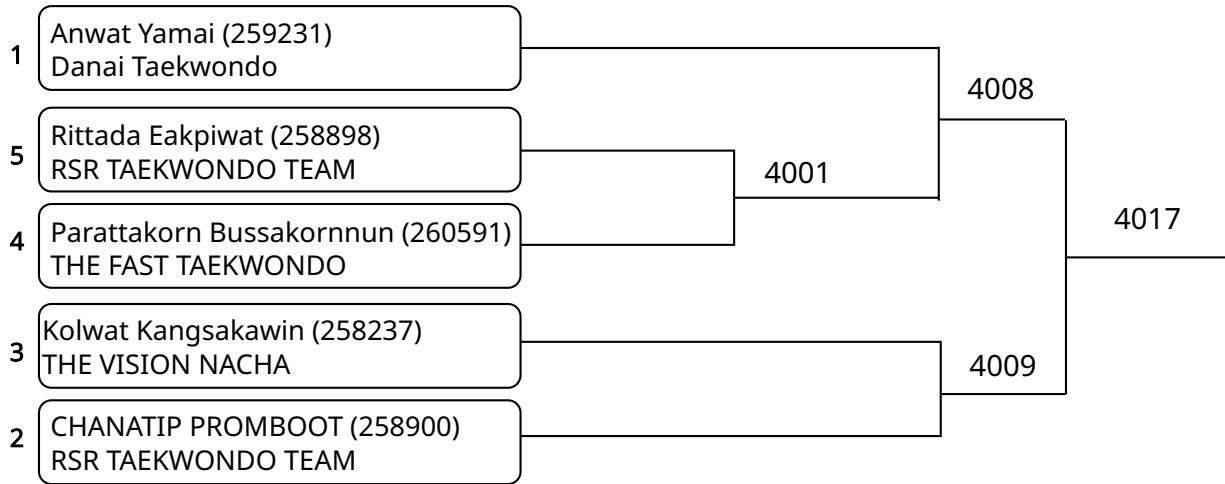 1
Anwat Yamai (259231)
Danai Taekwondo
4008
5
Rittada Eakpiwat (258898)
RSR TAEKWONDO TEAM
4001
4
Parattakorn Bussakornnun (260591)
THE FAST TAEKWONDO
4017
3
Kolwat Kangsakawin (258237)
THE VISION NACHA
4009
2
CHANATIP PROMBOOT (258900)
RSR TAEKWONDO TEAM